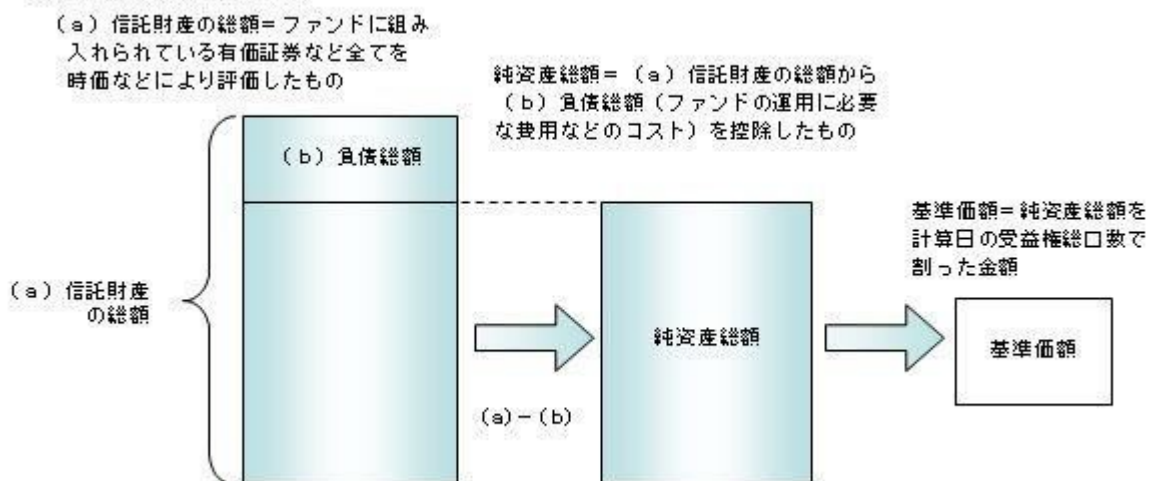 （a）信託財産の総額＝ファンドに組み
入れられている有価証券など全てを
時価などにより評価したもの
純資産総額＝（a）信託財産の総額から
（b）負債総額（ファンドの運用に必要
な費用などのコスト）を控除したもの
（b）負債総額
基準価額＝純資産総額を
計算日の受益権総口数で
割った金額
（a）信託財産
の総額
純資産総額
基準価額
（a）－（b）